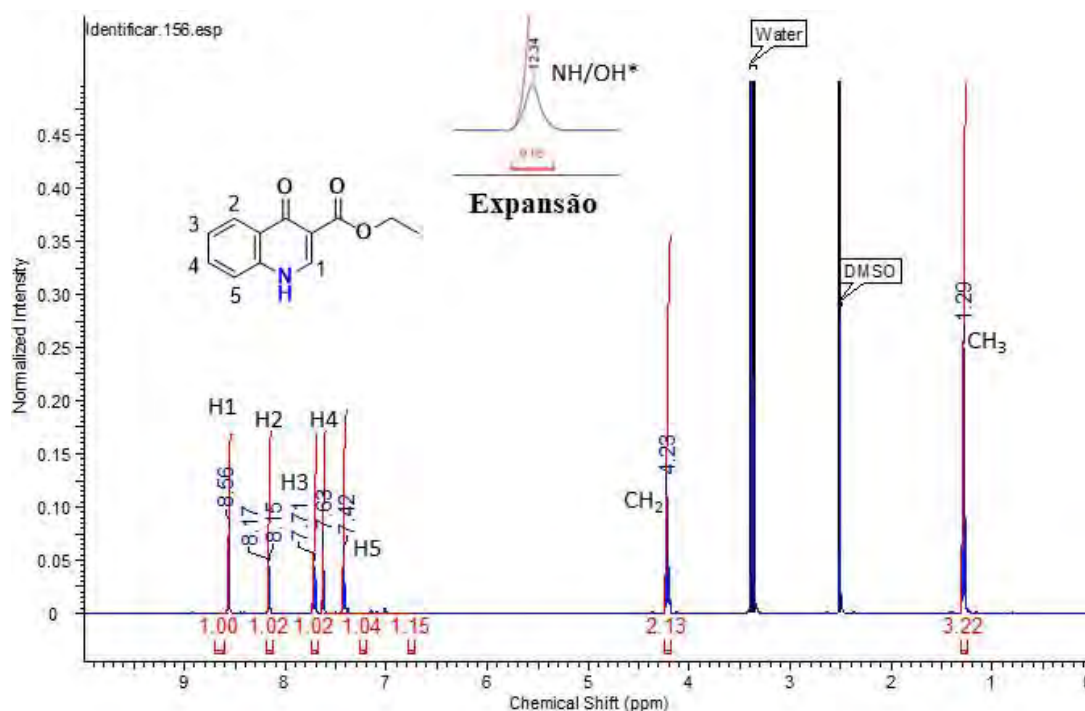 Identificar.156.esp
Water
12.34
NH/OH*
Expansão
O O
O
N
H
1
2
3
4
5
DMSO
1.29
CH3
H1
H2
H4
8.56
8.17
8.15
H3
7.71
7.63
7.42
H5
4.23
CH2
Normalized Intensity
0.45
0.40
0.35
0.30
0.25
0.20
0.15
0.10
0.05
0
1.00 1.02 1.02 1.04 1.15 2.13 3.22
9 8 7 6 5 4 3 2 1 0
Chemical Shift (ppm)